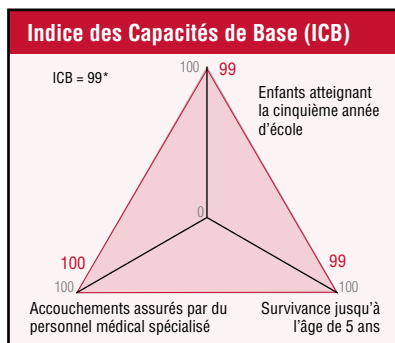 Indice des Capacités de Base (ICB)
ICB = 99*
100
99
Enfants atteignant
la cinquième année
d'école
0
100
100
99
100
Accouchements assurés par du
personnel médical spécialisé
Survivance jusqu'à
l'âge de 5 ans